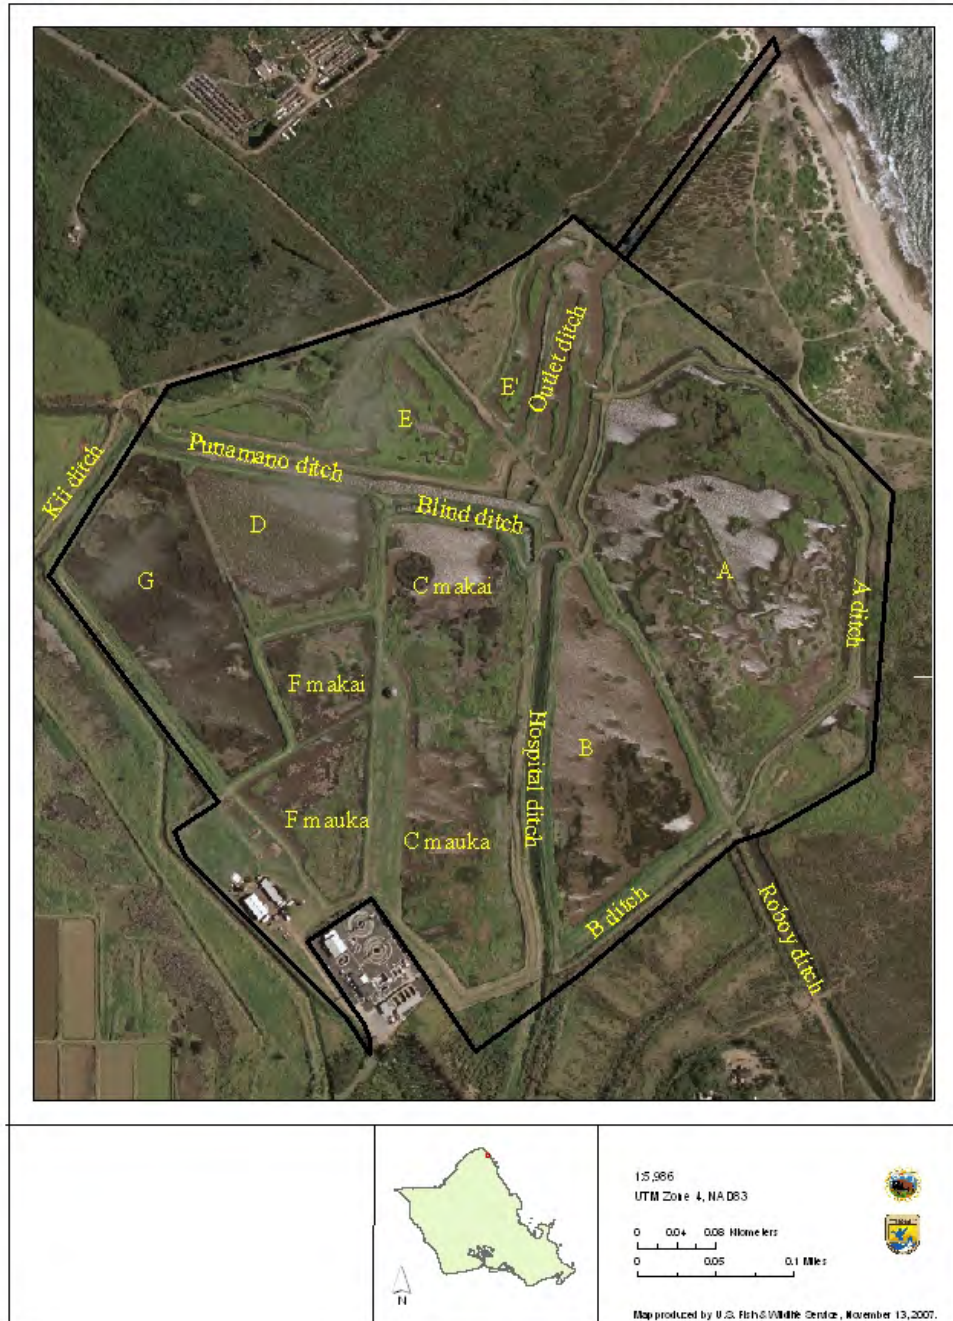 Outlet ditch
E'
E
Kii ditch
Punamano ditch
Blind ditch
D
G
C makai
A
A ditch
F makai
Hospital ditch
B
F mauka
C mauka
B ditch
Roboy ditch
1:5,986
UTM Zone 4, NAD83
0 0.04 0.08 Kilometers
0 0.05 0.1 Miles
N
Map produced by U.S. Fish & Wildlife Service, November 13, 2007.